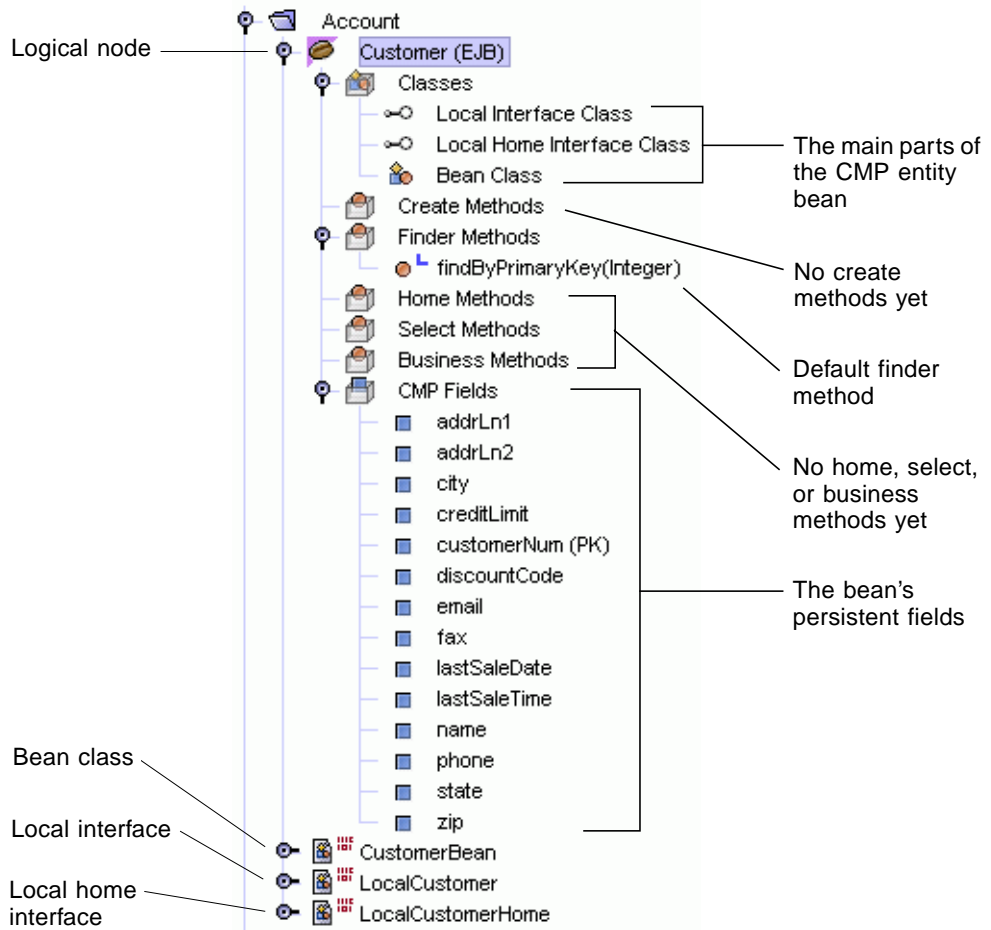 Account
Logical node
Customer (EJB)
Classes
Local Interface Class
Local Home Interface Class
Bean Class
The main parts of
the CMP entity
bean
Create Methods
Finder Methods
findByPrimaryKey(Integer)
No create
methods yet
Home Methods
Select Methods
Business Methods
Default finder
method
CMP Fields
addrLn1
addrLn2
city
creditLimit
customerNum (PK)
discountCode
email
fax
lastSaleDate
lastSaleTime
name
phone
state
zip
No home, select,
or business
methods yet
The bean's
persistent fields
Bean class
CustomerBean
Local interface
LocalCustomer
Local home
interface
LocalCustomerHome